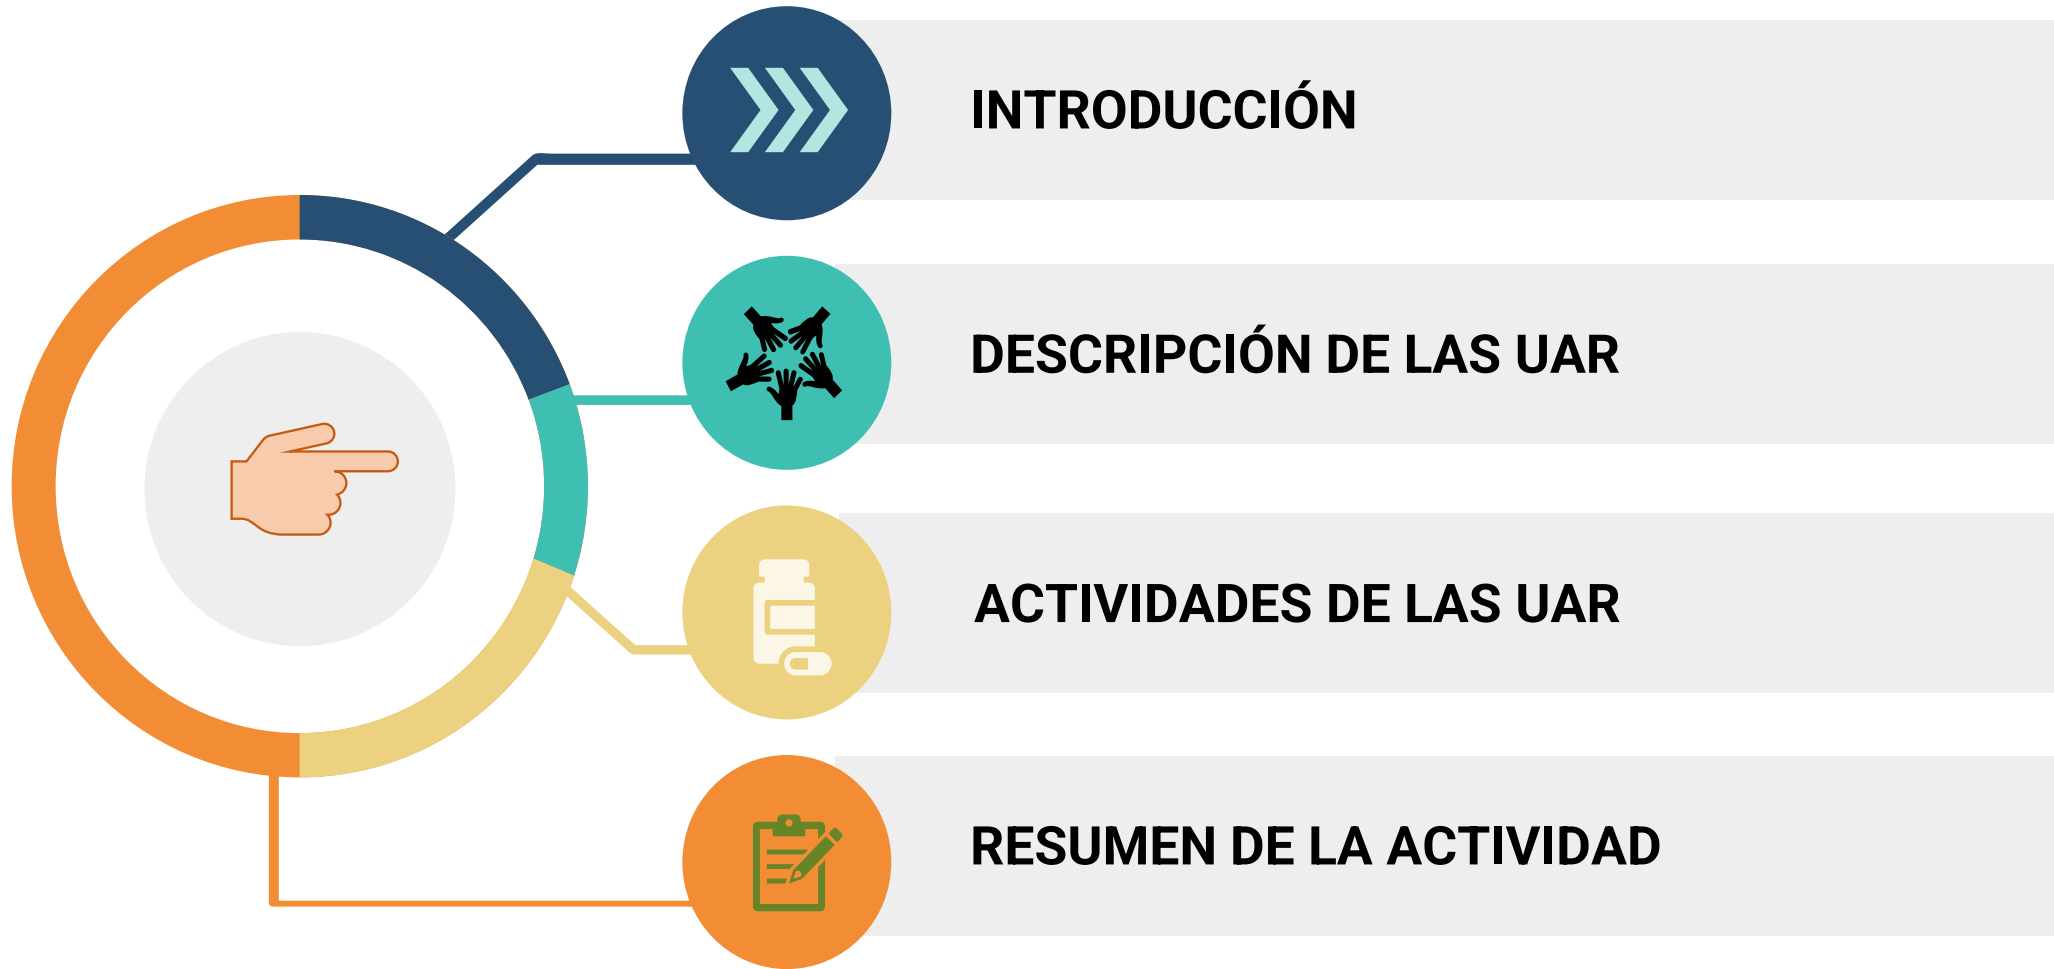 INTRODUCCIÓN
DESCRIPCIÓN DE LAS UAR
ACTIVIDADES DE LAS UAR
RESUMEN DE LA ACTIVIDAD